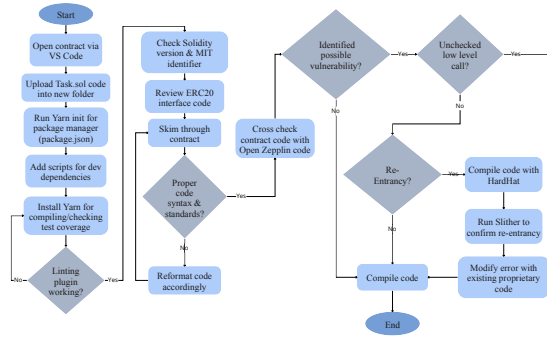 Start
Open contract via
VS Code
Upload Task.sol code
into new folder
Run Yarn init for
package manager
(package.json)
Add scripts for dev
dependencies
Install Yarn for
compiling/checking
test coverage
No
Linting
plugin
working?
Yes
Check Solidity
version & MIT
identifier
Review ERC20
interface code
Skim through
contract
Proper
code
syntax &
standards?
Yes
No
Reformat code
accordingly
Cross check
contract code with
Open Zepplin code
Identified
possible
vulnerability?
Yes
No
Unchecked
low level
call?
Yes
No
Re-
Entrancy?
Yes
No
Compile code with
HardHat
Run Slither to
confirm re-entrancy
Modify error with
existing proprietary
code
Compile code
End